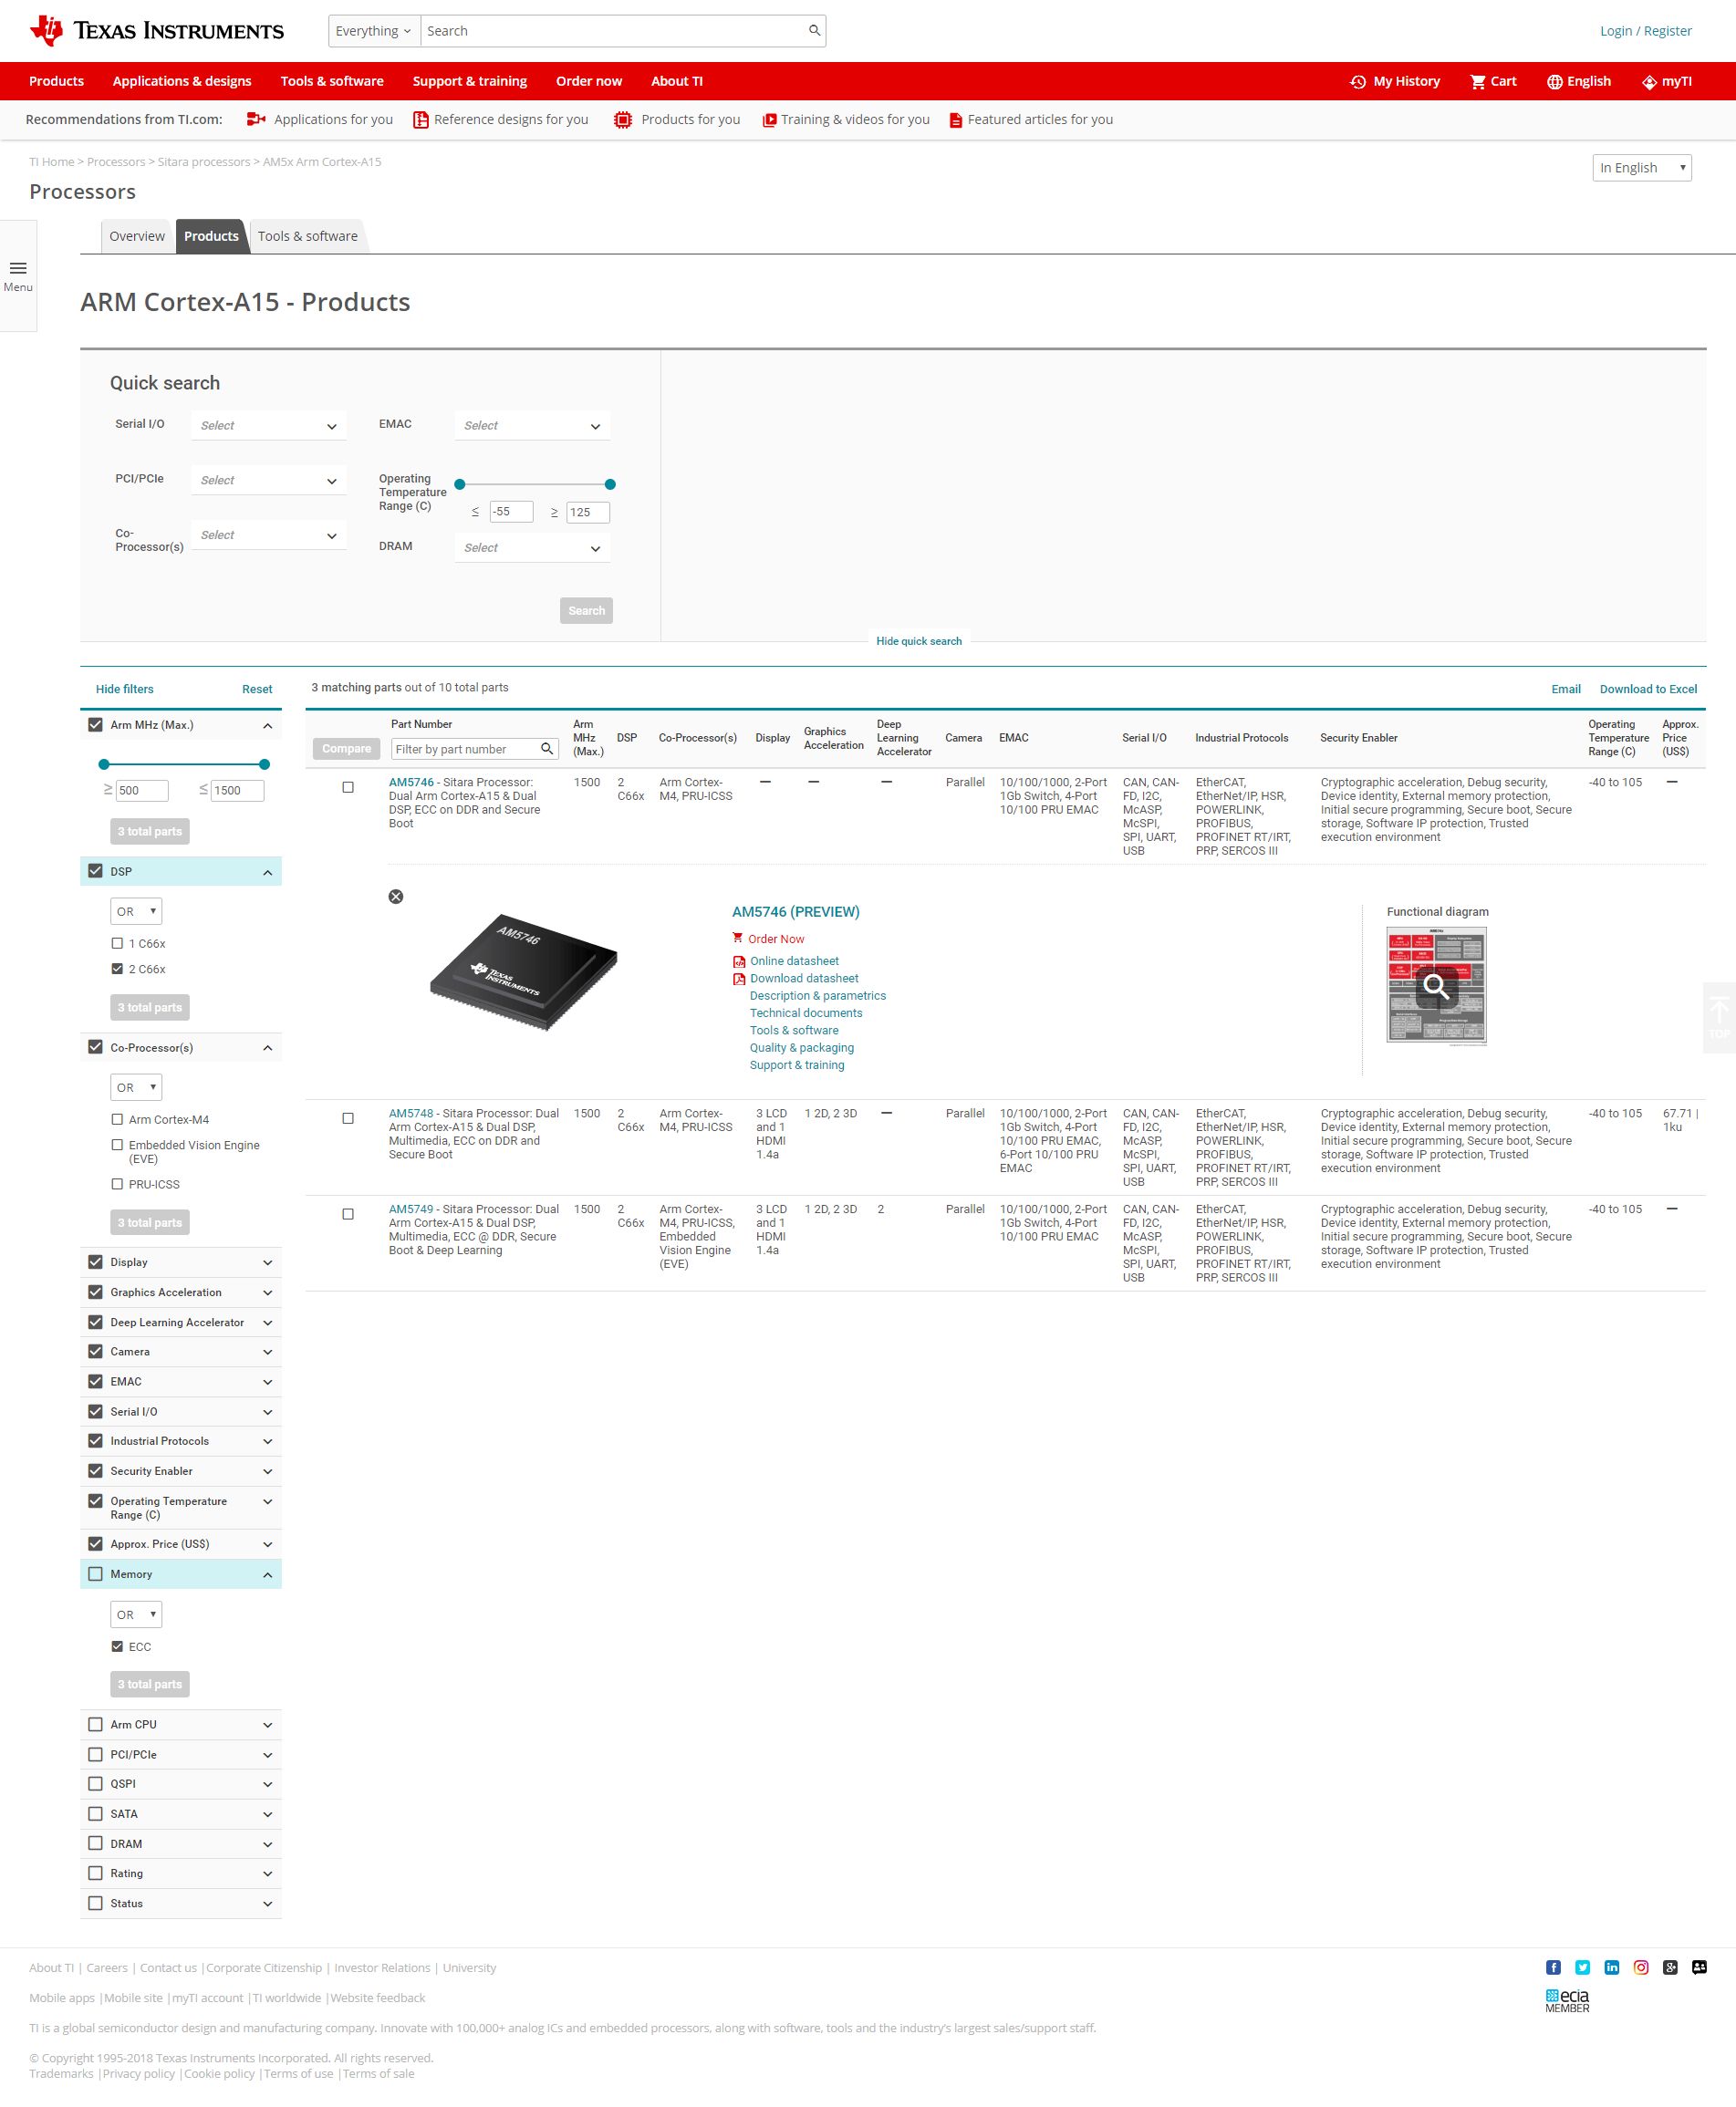 TEXAS INSTRUMENTS
Everything
Search
Login / Register
Products
Applications & designs
Tools & software
Support & training
Order now
About TI
My History
Cart
English
myTI
Recommendations from TI.com:
Applications for you
Reference designs for you
Products for you
Training & videos for you
Featured articles for you
TI Home > Processors > Sitara processors > AM5x Arm Cortex-A15
In English
Processors
Menu
Overview
Products
Tools & software
ARM Cortex-A15 - Products
Quick search
Serial I/O
Select
EMAC
Select
PCI/PCIe
Select
Operating
Temperature
Range (C)
≤ -55 ≥ 125
Co-
Processor(s)
Select
DRAM
Select
Search
Hide quick search
Hide filters
Reset
3 matching parts out of 10 total parts
Email
Download to Excel
Arm MHz (Max.)
≥ 500 ≤ 1500
3 total parts
DSP
OR
1 C66x
2 C66x
3 total parts
Co-Processor(s)
OR
Arm Cortex-M4
Embedded Vision Engine
(EVE)
PRU-ICSS
3 total parts
Display
Graphics Acceleration
Deep Learning Accelerator
Camera
EMAC
Serial I/O
Industrial Protocols
Security Enabler
Operating Temperature
Range (C)
Approx. Price (US$)
Memory
OR
ECC
3 total parts
Arm CPU
PCI/PCIe
QSPI
SATA
DRAM
Rating
Status
Compare
Part Number
Filter by part number
Arm
MHz
(Max.)
DSP
Co-Processor(s)
Display
Graphics
Acceleration
Deep
Learning
Accelerator
Camera
EMAC
Serial I/O
Industrial Protocols
Security Enabler
Operating
Temperature
Range (C)
Approx.
Price
(US$)
AM5746 - Sitara Processor:
Dual Arm Cortex-A15 & Dual
DSP, ECC on DDR and Secure
Boot
1500
2
C66x
Arm Cortex-
M4, PRU-ICSS
—
—
—
Parallel
10/100/1000, 2-Port
1Gb Switch, 4-Port
10/100 PRU EMAC
CAN, CAN-
FD, I2C,
McASP,
McSPI,
SPI, UART,
USB
EtherCAT,
EtherNet/IP, HSR,
POWERLINK,
PROFIBUS,
PROFINET RT/IRT,
PRP, SERCOS III
Cryptographic acceleration, Debug security,
Device identity, External memory protection,
Initial secure programming, Secure boot, Secure
storage, Software IP protection, Trusted
execution environment
-40 to 105
—
AM5746
TEXAS
INSTRUMENTS
AM5746 (PREVIEW)
Order Now
Online datasheet
Download datasheet
Description & parametrics
Technical documents
Tools & software
Quality & packaging
Support & training
Functional diagram
TOP
AM5748 - Sitara Processor: Dual
Arm Cortex-A15 & Dual DSP,
Multimedia, ECC on DDR and
Secure Boot
1500
2
C66x
Arm Cortex-
M4, PRU-ICSS
3 LCD
and 1
HDMI
1.4a
1 2D, 2 3D
—
Parallel
10/100/1000, 2-Port
1Gb Switch, 4-Port
10/100 PRU EMAC,
6-Port 10/100 PRU
EMAC
CAN, CAN-
FD, I2C,
McASP,
McSPI,
SPI, UART,
USB
EtherCAT,
EtherNet/IP, HSR,
POWERLINK,
PROFIBUS,
PROFINET RT/IRT,
PRP, SERCOS III
Cryptographic acceleration, Debug security,
Device identity, External memory protection,
Initial secure programming, Secure boot, Secure
storage, Software IP protection, Trusted
execution environment
-40 to 105
67.71 |
1ku
AM5749 - Sitara Processor: Dual
Arm Cortex-A15 & Dual DSP,
Multimedia, ECC @ DDR, Secure
Boot & Deep Learning
1500
2
C66x
Arm Cortex-
M4, PRU-ICSS,
Embedded
Vision Engine
(EVE)
3 LCD
and 1
HDMI
1.4a
1 2D, 2 3D
2
Parallel
10/100/1000, 2-Port
1Gb Switch, 4-Port
10/100 PRU EMAC
CAN, CAN-
FD, I2C,
McASP,
McSPI,
SPI, UART,
USB
EtherCAT,
EtherNet/IP, HSR,
POWERLINK,
PROFIBUS,
PROFINET RT/IRT,
PRP, SERCOS III
Cryptographic acceleration, Debug security,
Device identity, External memory protection,
Initial secure programming, Secure boot, Secure
storage, Software IP protection, Trusted
execution environment
-40 to 105
—
About TI | Careers | Contact us |Corporate Citizenship | Investor Relations | University
Mobile apps |Mobile site |myTI account |TI worldwide |Website feedback
TI is a global semiconductor design and manufacturing company. Innovate with 100,000+ analog ICs and embedded processors, along with software, tools and the industry's largest sales/support staff.
© Copyright 1995-2018 Texas Instruments Incorporated. All rights reserved.
Trademarks |Privacy policy |Cookie policy |Terms of use |Terms of sale
ecia
MEMBER